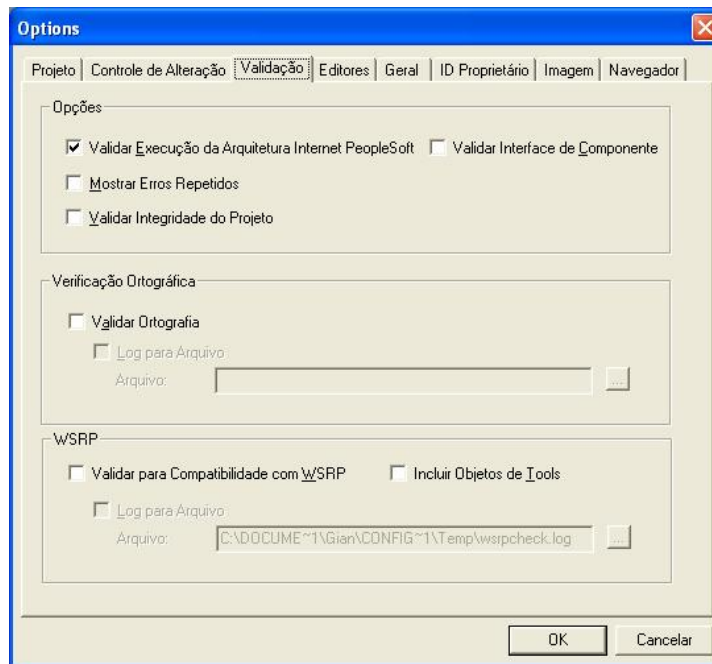 Options
Projeto Controle de Alteração Validação Editores Geral ID Proprietário Imagem Navegador
Opções
Validar Execução da Arquitetura Internet PeopleSoft Validar Interface de Componente
Mostrar Erros Repetidos
Validar Integridade do Projeto
Verificação Ortográfica
Validar Ortografia
Log para Arquivo
Arquivo: ...
WSRP
Validar para Compatibilidade com WSRP Incluir Objetos de Tools
Log para Arquivo
Arquivo: C:\DOCUME~1\Gian\CONFIG~1\Temp\wsrpcheck.log ...
OK Cancelar